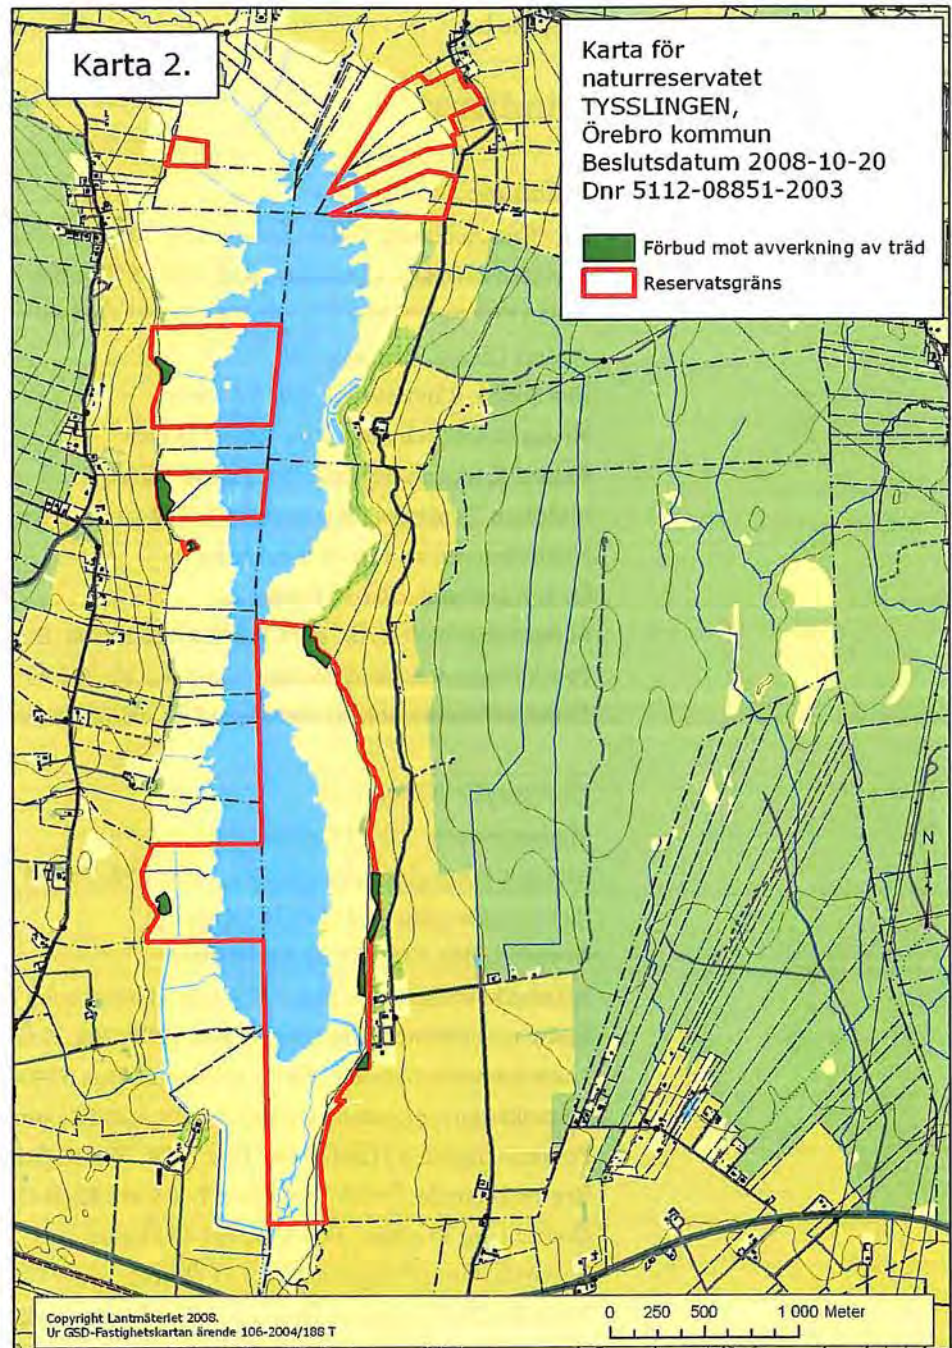 Karta 2.
Karta för
naturreservatet
TYSSLINGEN,
Örebro kommun
Beslutsdatum 2008-10-20
Dnr 5112-08851-2003
Förbud mot avverkning av träd
Reservatsgräns
N
Copyright Lantmäteriet 2008.
Ur GSD-Fastighetskartan ärende 106-2004/188 T
0 250 500 1 000 Meter